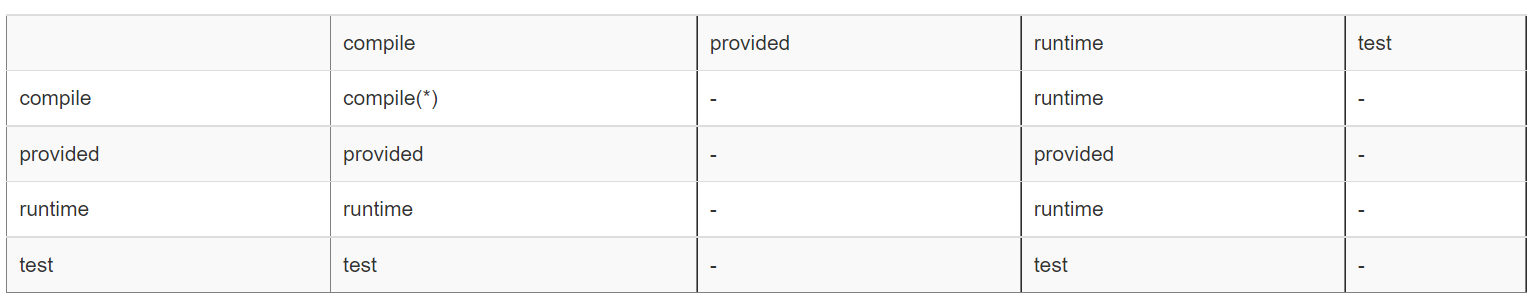 compile provided runtime test
compile compile(*) - runtime -
provided provided - provided -
runtime runtime - runtime -
test test - test -